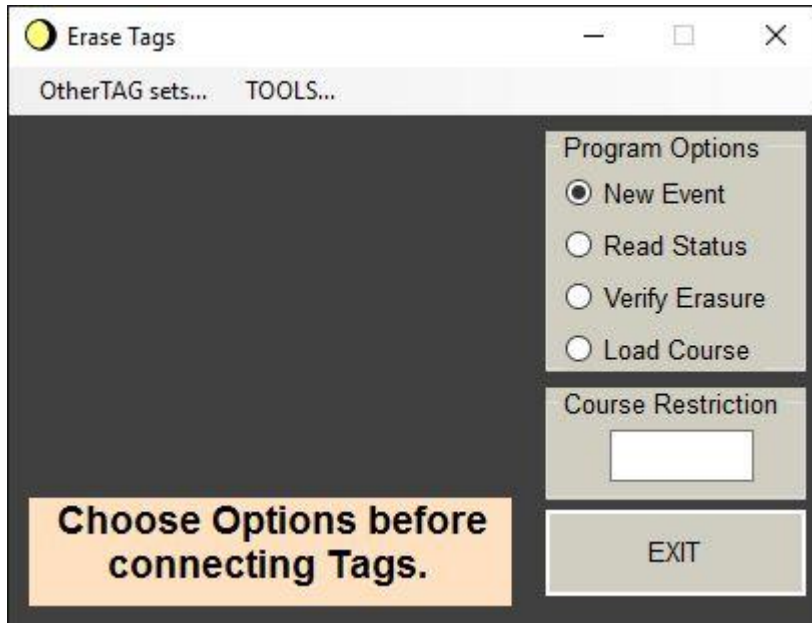 Erase Tags
OtherTAG sets... TOOLS...
Program Options
New Event
Read Status
Verify Erasure
Load Course
Course Restriction
Choose Options before
connecting Tags.
EXIT